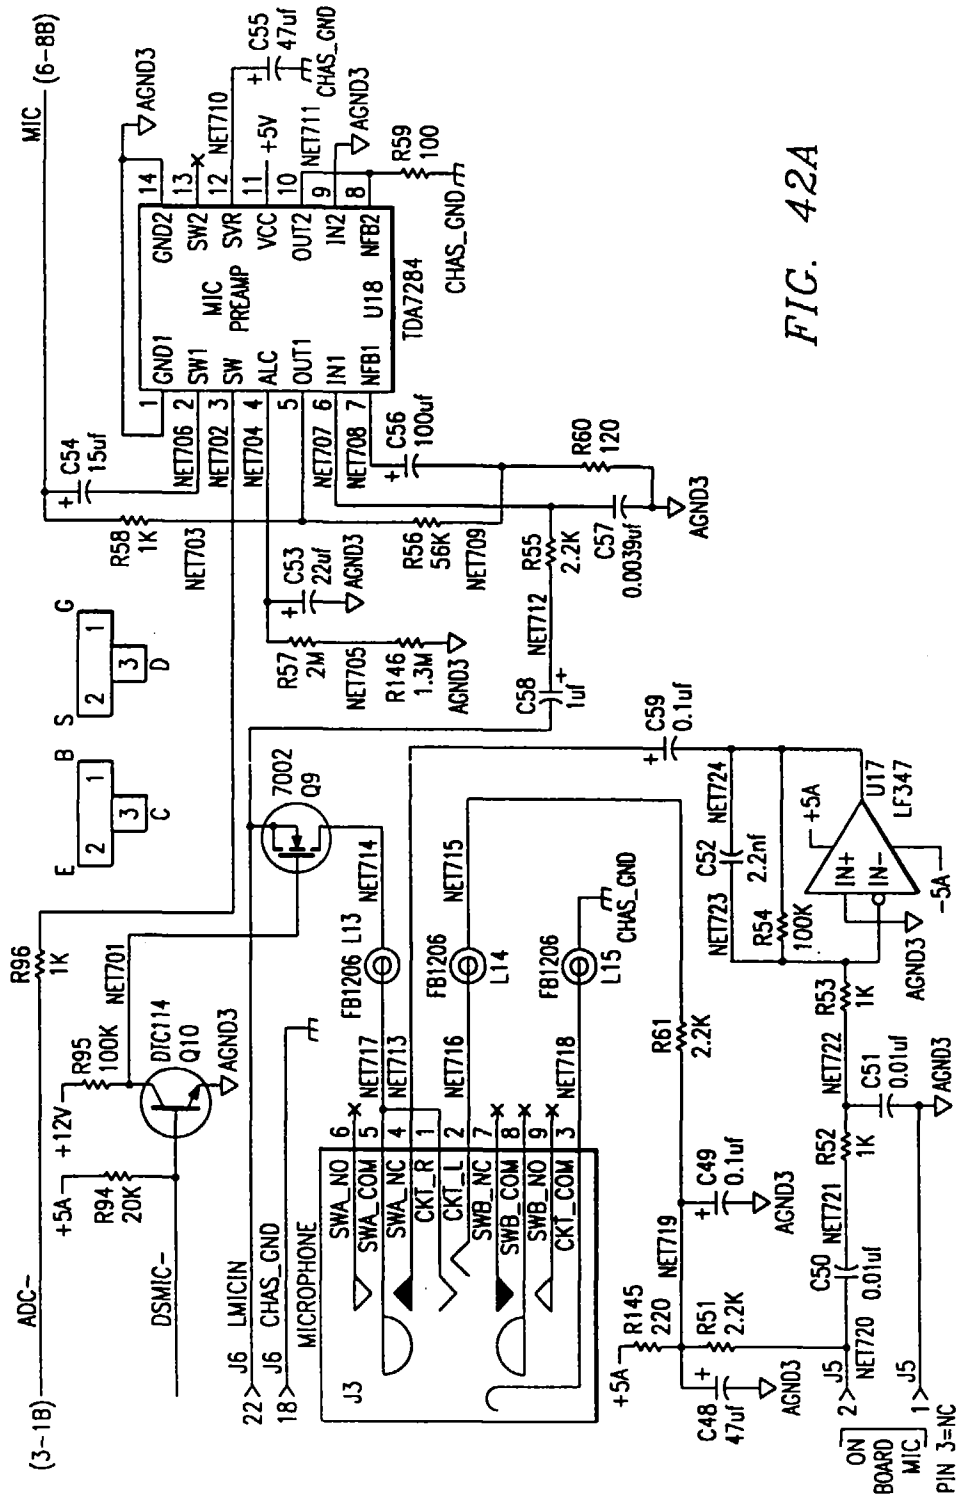 (3-1B)
ADC-
R96
1K
MIC
(6-8B)
+5A
R94
20K
+12V
R95
100K
NET701
DTC114
Q10
AGND3
DSMIC-
E
B
2
1
3
C
S
G
2
1
3
D
C54
15uf
+
R58
1K
NET703
NET706
NET702
NET704
NET707
NET708
1
2
3
4
5
6
7
GND1
SW1
SW
ALC
OUT1
IN1
NFB1
MIC
PREAMP
U18
TDA7284
GND2
SW2
SVR
VCC
OUT2
IN2
NFB2
14
13
12
11
10
9
8
AGND3
NET710
+
C55
47uf
CHAS_GND
+5V
NET711
AGND3
R59
100
CHAS_GND
C53
22uf
+
AGND3
R57
2M
NET705
R146
1.3M
AGND3
R56
56K
NET709
C56
100uf
+
R60
120
R55
2.2K
C57
0.0039uf
AGND3
NET712
C58
1uf
+
22
J6
LMICIN
18
J6
CHAS_GND
7002
Q9
MICROPHONE
J3
SWA_NO
SWA_COM
SWA_NC
CKT_R
CKT_L
SWB_NC
SWB_COM
SWB_NO
CKT_COM
6
5
4
1
2
7
8
9
3
NET717
NET713
NET716
NET718
FB1206
L13
FB1206
L14
FB1206
L15
NET714
NET715
CHAS_GND
C59
0.1uf
+
+5A
R145
220
NET719
R61
2.2K
C48
47uf
+
AGND3
R51
2.2K
C49
0.1uf
+
AGND3
ON
BOARD
MIC
2
J5
1
J5
PIN 3=NC
NET720
C50
0.01uf
NET721
R52
1K
NET722
C51
0.01uf
AGND3
R53
1K
NET723
C52
2.2nf
NET724
R54
100K
AGND3
IN+
IN-
+5A
-5A
U17
LF347
FIG. 42A